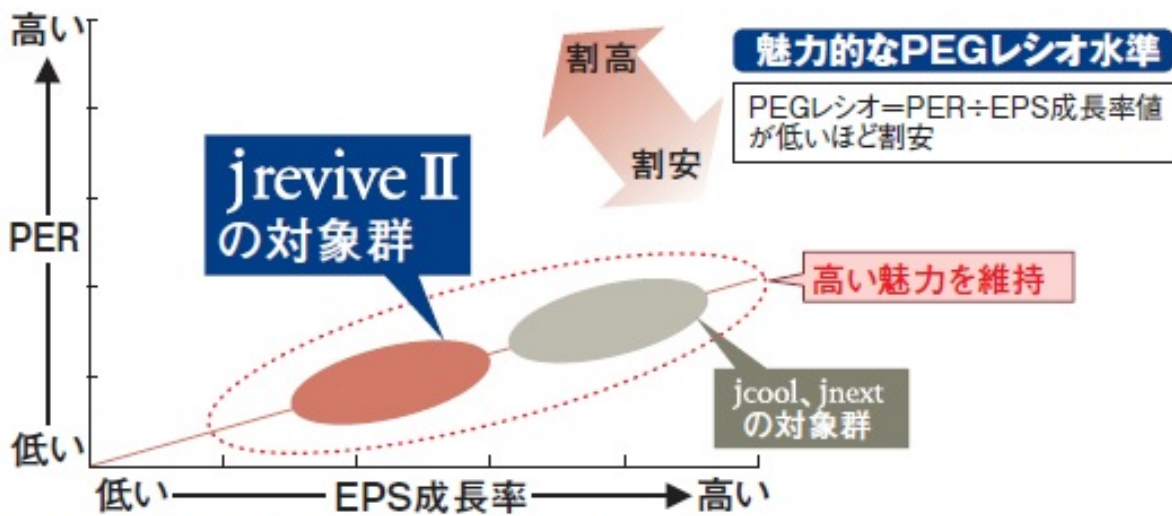 高い
PER
低い
低い
EPS成長率
高い
割高
割安
魅力的なPEGレシオ水準
PEGレシオ=PER÷EPS成長率値
が低いほど割安
j revive II
の対象群
高い魅力を維持
jcool、jnext
の対象群